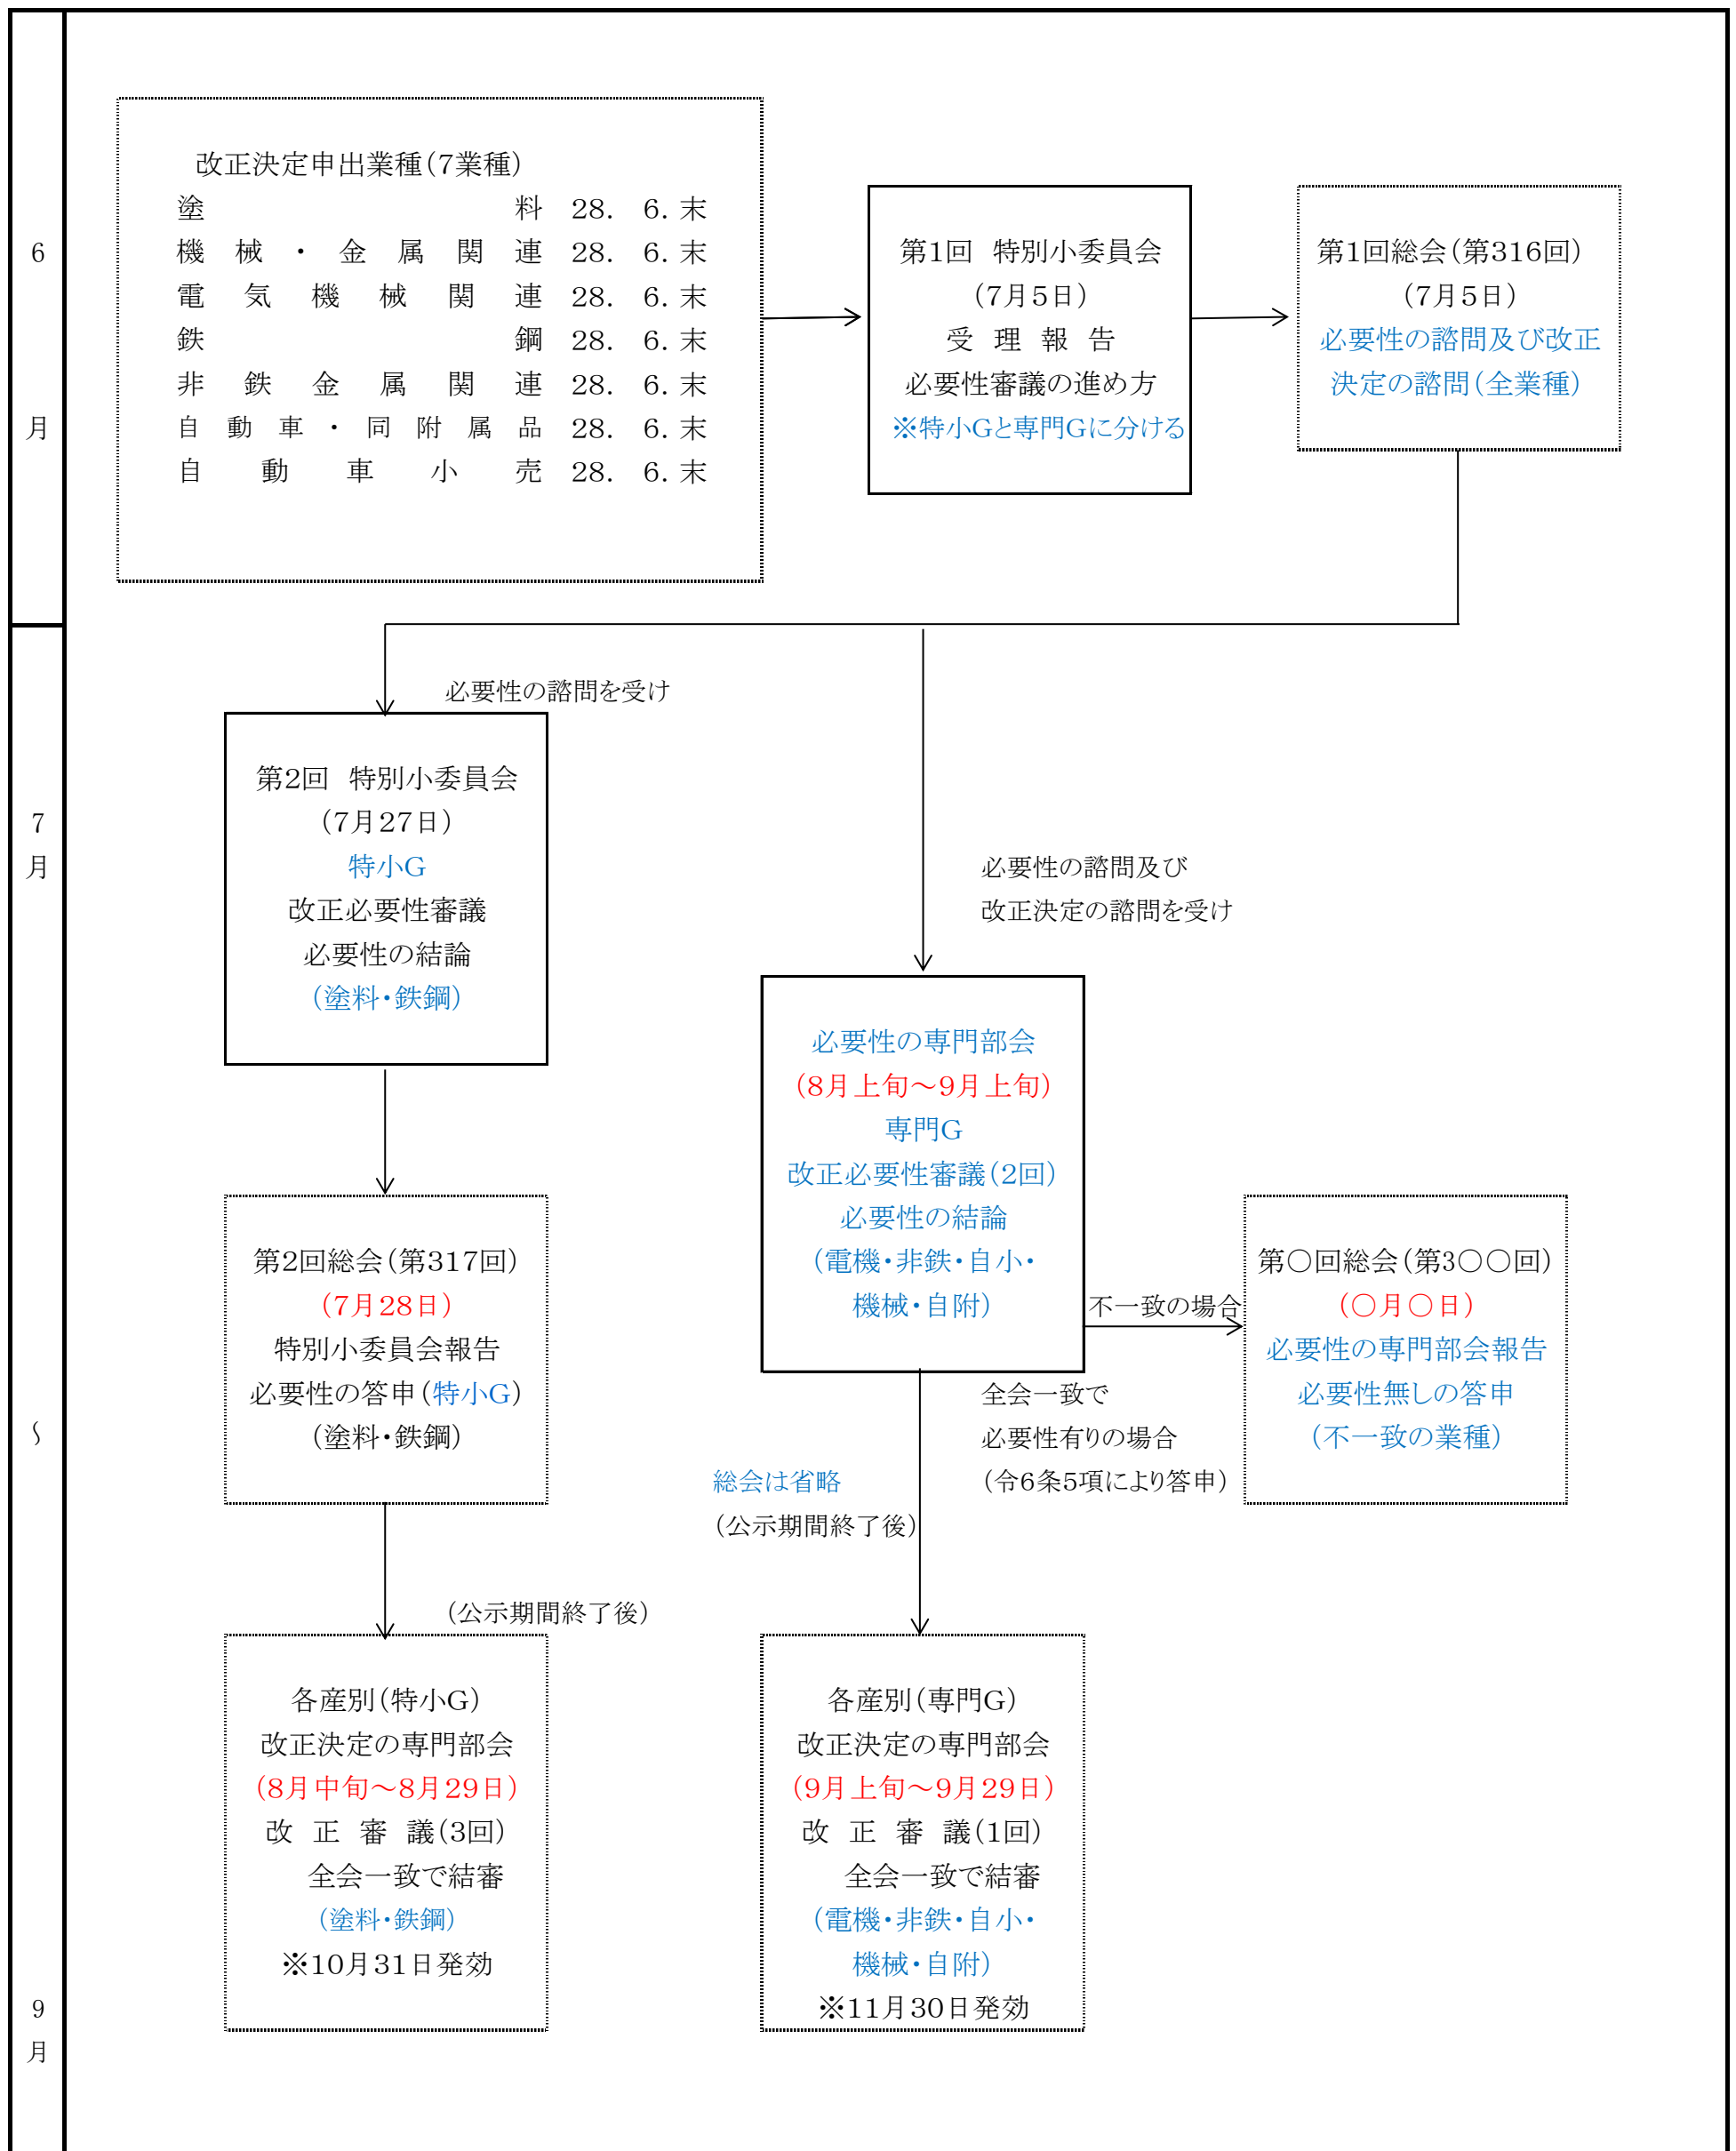 6
月
改正決定申出業種（7業種）
塗料 28. 6. 末
機械・金属関連 28. 6. 末
電気機械関連 28. 6. 末
鉄鋼 28. 6. 末
非鉄金属関連 28. 6. 末
自動車・同附属品 28. 6. 末
自動車小売 28. 6. 末
第1回 特別小委員会
（7月5日）
受理報告
必要性審議の進め方
※特小Gと専門Gに分ける
第1回総会（第316回）
（7月5日）
必要性の諮問及び改正
決定の諮問（全業種）
7
月
～
9
月
必要性の諮問を受け
第2回 特別小委員会
（7月27日）
特小G
改正必要性審議
必要性の結論
（塗料・鉄鋼）
必要性の諮問及び
改正決定の諮問を受け
必要性の専門部会
（8月上旬～9月上旬）
専門G
改正必要性審議（2回）
必要性の結論
（電機・非鉄・自小・
機械・自附）
第2回総会（第317回）
（7月28日）
特別小委員会報告
必要性の答申（特小G）
（塗料・鉄鋼）
不一致の場合
第○回総会（第3○○回）
（○月○日）
必要性の専門部会報告
必要性無しの答申
（不一致の業種）
全会一致で
必要性有りの場合
（令6条5項により答申）
総会は省略
（公示期間終了後）
（公示期間終了後）
各産別（特小G）
改正決定の専門部会
（8月中旬～8月29日）
改正審議（3回）
全会一致で結審
（塗料・鉄鋼）
※10月31日発効
各産別（専門G）
改正決定の専門部会
（9月上旬～9月29日）
改正審議（1回）
全会一致で結審
（電機・非鉄・自小・
機械・自附）
※11月30日発効